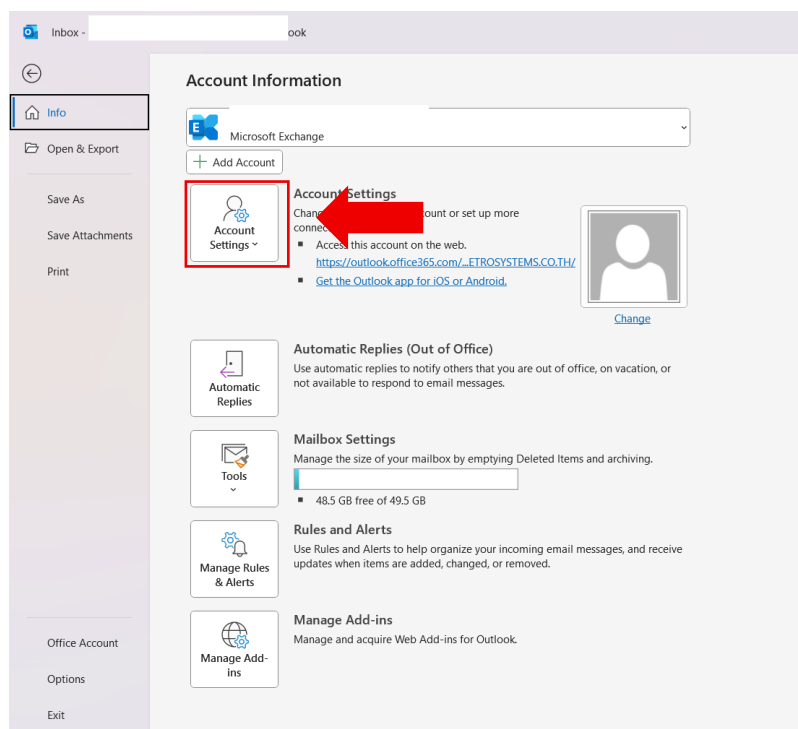 Inbox - ook
Account Information
Info
Microsoft Exchange
Open & Export
Add Account
Save As
Save Attachments
Print
Account
Settings
Account Settings
ount or set up more
Access this account on the web.
https://outlook.office365.com/...ETROSYSTEMS.CO.TH/
Get the Outlook app for iOS or Android.
Change
Automatic
Replies
Automatic Replies (Out of Office)
Use automatic replies to notify others that you are out of office, on vacation, or
not available to respond to email messages.
Tools
Mailbox Settings
Manage the size of your mailbox by emptying Deleted Items and archiving.
48.5 GB free of 49.5 GB
Manage Rules
& Alerts
Rules and Alerts
Use Rules and Alerts to help organize your incoming email messages, and receive
updates when items are added, changed, or removed.
Manage Add-
ins
Manage Add-ins
Manage and acquire Web Add-ins for Outlook.
Office Account
Options
Exit